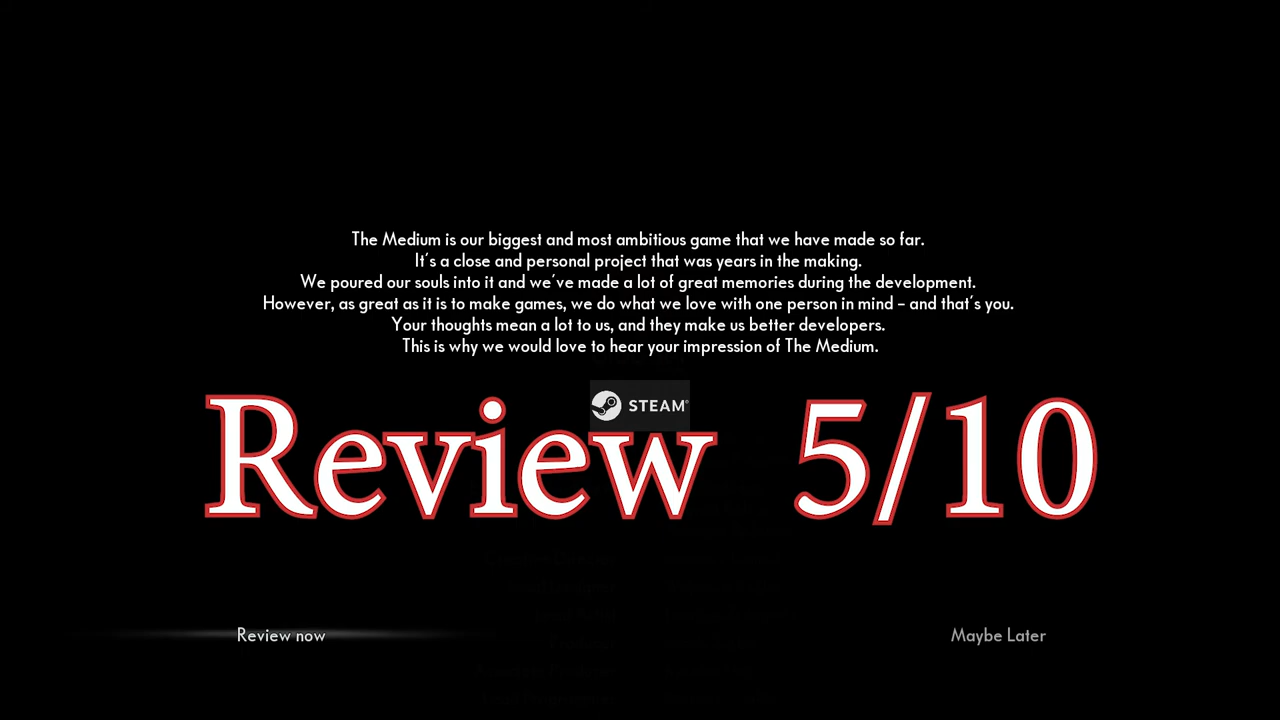 The Medium is our biggest and most ambitious game that we have made so far.
It's a close and personal project that was years in the making.
We poured our souls into it and we've made a lot of great memories during the development.
However, as great as it is to make games, we do what we love with one person in mind – and that's you.
Your thoughts mean a lot to us, and they make us better developers.
This is why we would love to hear your impression of The Medium.
STEAM®
Review 5/10
Review now
Maybe Later